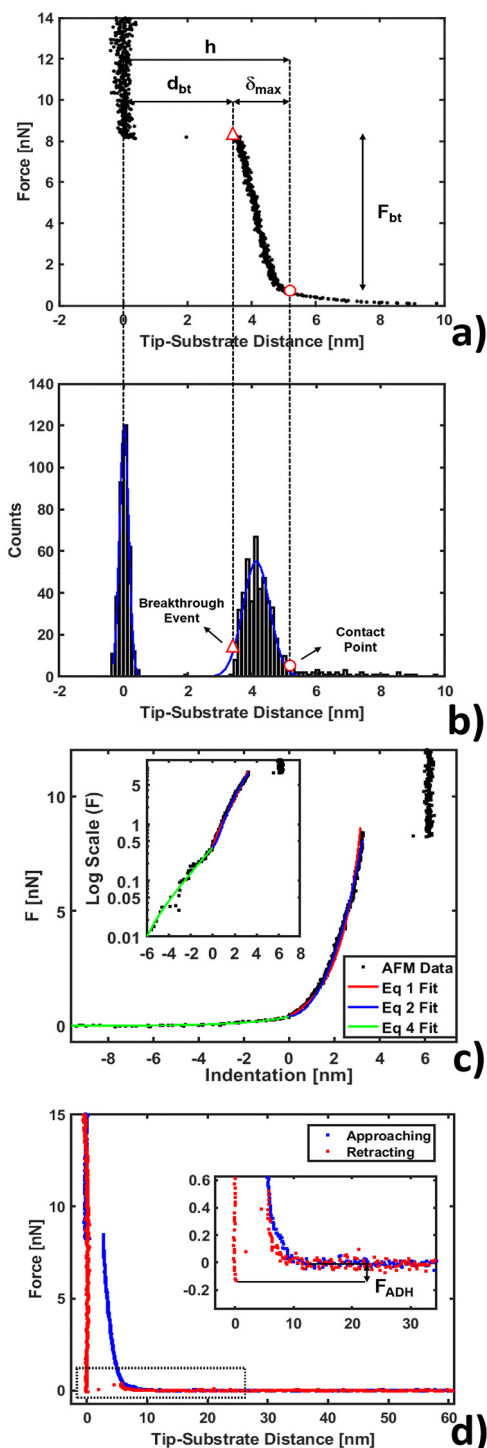 14
12
10
8
6
4
2
0
h
d_bt
δ_max
F_bt
Force [nN]
-2 0 2 4 6 8 10
Tip-Substrate Distance [nm]
a)
140
120
100
80
60
40
20
0
Counts
Breakthrough
Event
Contact
Point
-2 0 2 4 6 8 10
Tip-Substrate Distance [nm]
b)
10
5
0
F [nN]
5
0.5
0.1
0.05
0.01
Log Scale (F)
-6 -4 -2 0 2 4 6 8
AFM Data
Eq 1 Fit
Eq 2 Fit
Eq 4 Fit
-8 -6 -4 -2 0 2 4 6
Indentation [nm]
c)
15
10
5
0
Force [nN]
Approaching
Retracting
0.6
0.4
0.2
0
-0.2
F_ADH
0 10 20 30
0 10 20 30 40 50 60
Tip-Substrate Distance [nm]
d)